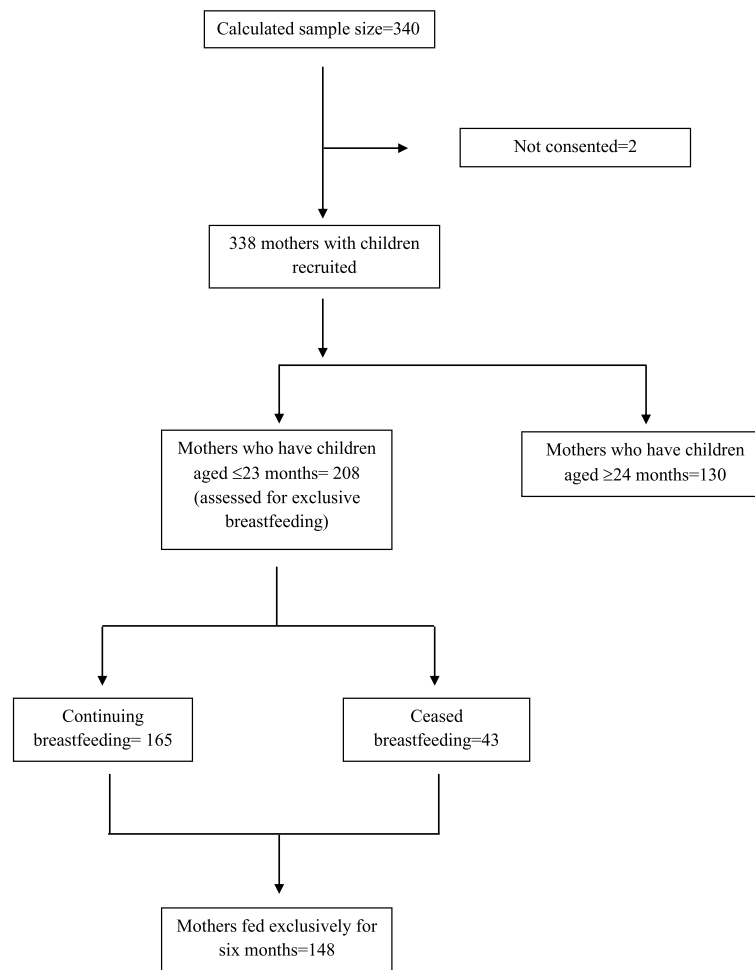 Calculated sample size=340
Not consented=2
338 mothers with children
recruited
Mothers who have children
aged ≤23 months= 208
(assessed for exclusive
breastfeeding)
Mothers who have children
aged ≥24 months=130
Continuing
breastfeeding= 165
Ceased
breastfeeding=43
Mothers fed exclusively for
six months=148